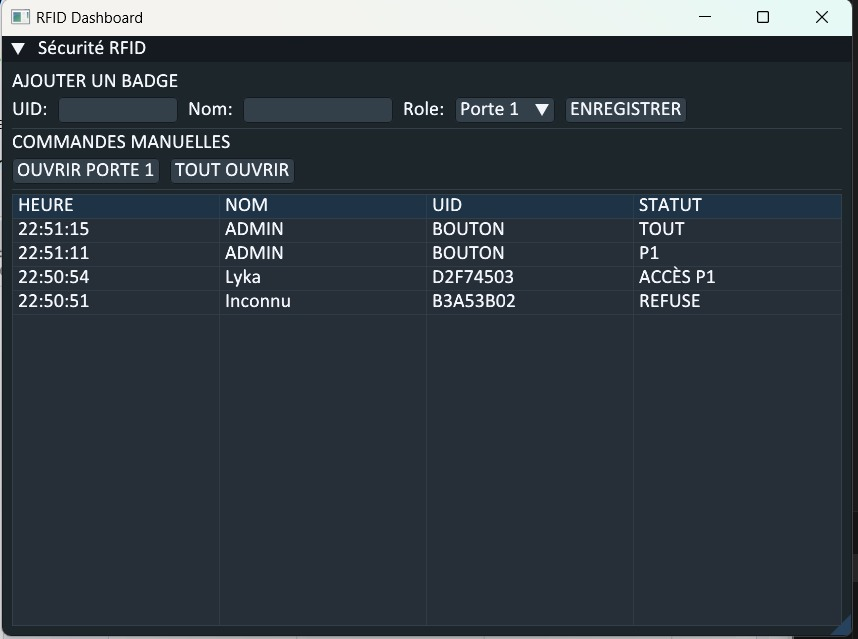 RFID Dashboard
Sécurité RFID
AJOUTER UN BADGE
UID: Nom: Role: Porte 1 ENREGISTRER
COMMANDES MANUELLES
OUVRIR PORTE 1 TOUT OUVRIR
HEURE NOM UID STATUT
22:51:15 ADMIN BOUTON TOUT
22:51:11 ADMIN BOUTON P1
22:50:54 Lyka D2F74503 ACCÈS P1
22:50:51 Inconnu B3A53B02 REFUSE